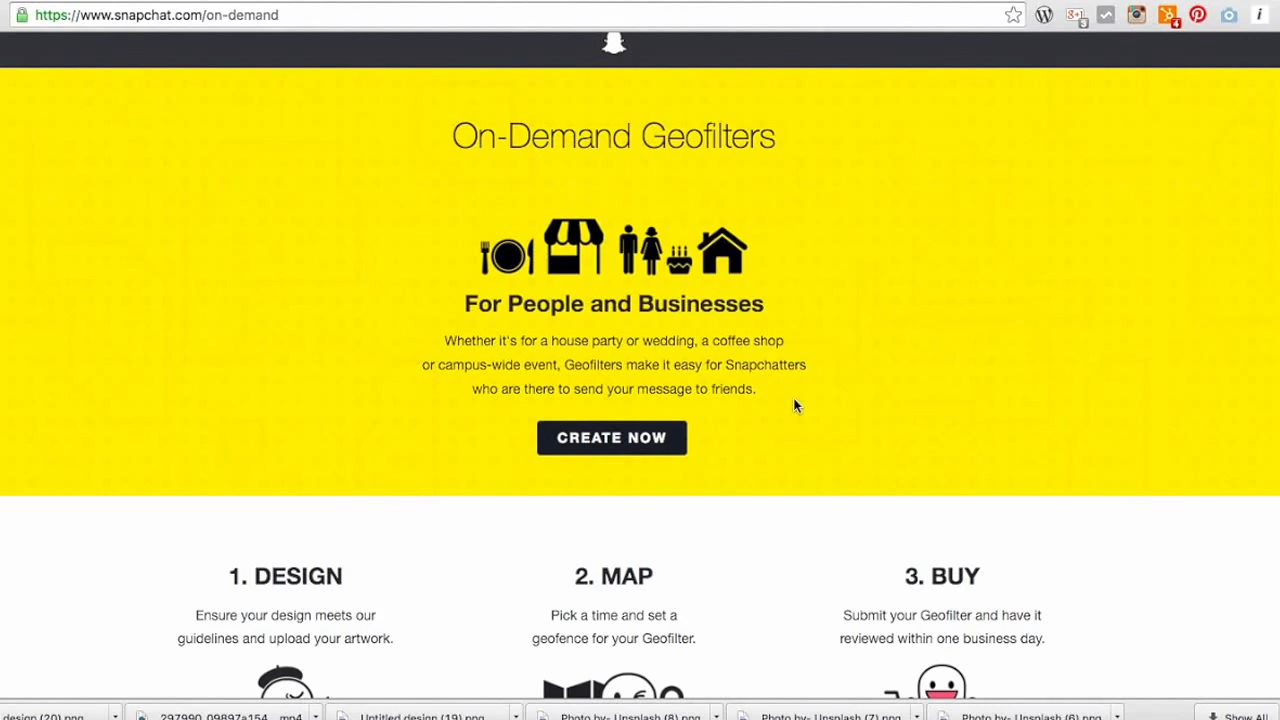 https://www.snapchat.com/on-demand
3
4
On-Demand Geofilters
For People and Businesses
Whether it's for a house party or wedding, a coffee shop
or campus-wide event, Geofilters make it easy for Snapchatters
who are there to send your message to friends.
CREATE NOW
1. DESIGN
2. MAP
3. BUY
Ensure your design meets our
guidelines and upload your artwork.
Pick a time and set a
geofence for your Geofilter.
Submit your Geofilter and have it
reviewed within one business day.
design (20).png
297990_09897a154....mp4
Untitled design (19).png
Photo by- Unsplash (8).png
Photo by- Unsplash (7).png
Photo by- Unsplash (6).png
Show All